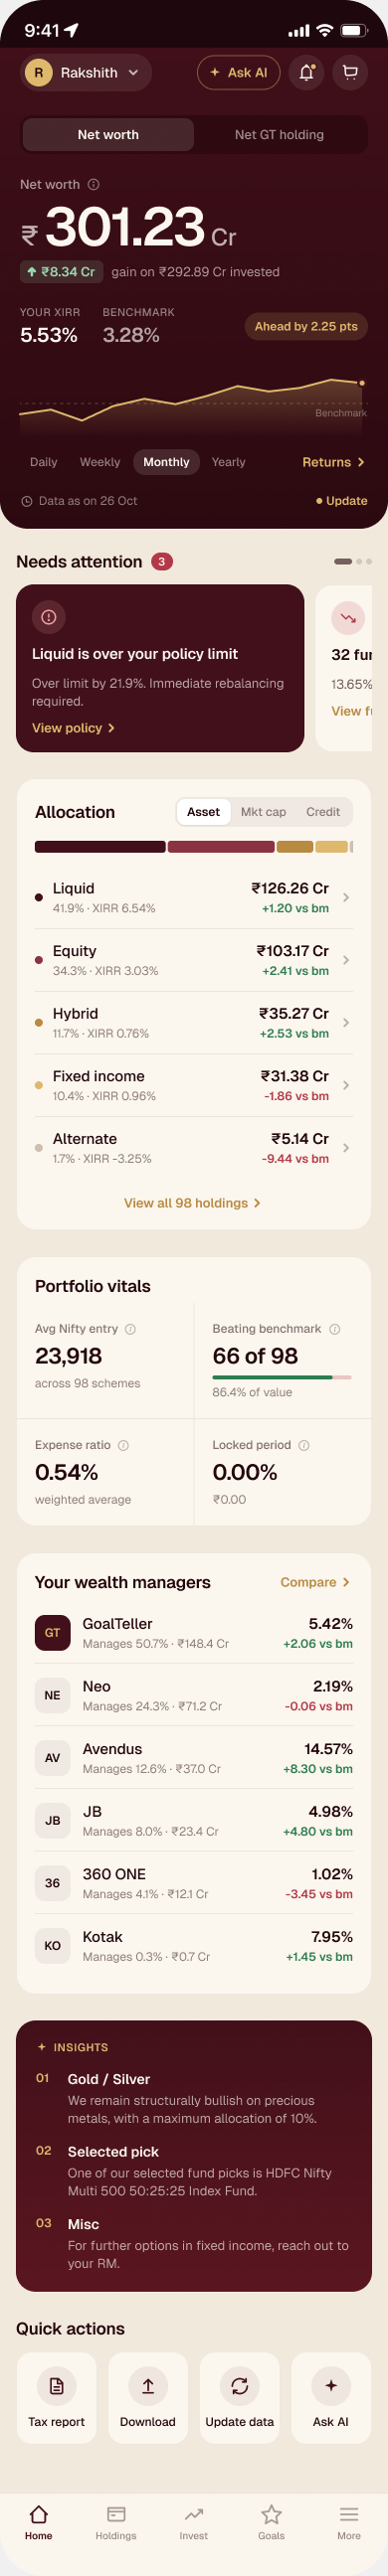 9:41
R Rakshith Ask AI
Net worth Net GT holding
Net worth
₹ 301.23 Cr
₹8.34 Cr gain on ₹292.89 Cr invested
YOUR XIRR BENCHMARK
5.53% 3.28% Ahead by 2.25 pts
Benchmark
Daily Weekly Monthly Yearly Returns
Data as on 26 Oct Update
Needs attention 3
Liquid is over your policy limit
Over limit by 21.9%. Immediate rebalancing
required.
View policy
32 fur
13.65%
View fu
Allocation Asset Mkt cap Credit
Liquid ₹126.26 Cr
41.9% · XIRR 6.54% +1.20 vs bm
Equity ₹103.17 Cr
34.3% · XIRR 3.03% +2.41 vs bm
Hybrid ₹35.27 Cr
11.7% · XIRR 0.76% +2.53 vs bm
Fixed income ₹31.38 Cr
10.4% · XIRR 0.96% -1.86 vs bm
Alternate ₹5.14 Cr
1.7% · XIRR -3.25% -9.44 vs bm
View all 98 holdings
Portfolio vitals
Avg Nifty entry
23,918
across 98 schemes
Beating benchmark
66 of 98
86.4% of value
Expense ratio
0.54%
weighted average
Locked period
0.00%
₹0.00
Your wealth managers Compare
GT GoalTeller 5.42%
Manages 50.7% · ₹148.4 Cr +2.06 vs bm
NE Neo 2.19%
Manages 24.3% · ₹71.2 Cr -0.06 vs bm
AV Avendus 14.57%
Manages 12.6% · ₹37.0 Cr +8.30 vs bm
JB JB 4.98%
Manages 8.0% · ₹23.4 Cr +4.80 vs bm
36 360 ONE 1.02%
Manages 4.1% · ₹12.1 Cr -3.45 vs bm
KO Kotak 7.95%
Manages 0.3% · ₹0.7 Cr +1.45 vs bm
INSIGHTS
01 Gold / Silver
We remain structurally bullish on precious
metals, with a maximum allocation of 10%.
02 Selected pick
One of our selected fund picks is HDFC Nifty
Multi 500 50:25:25 Index Fund.
03 Misc
For further options in fixed income, reach out to
your RM.
Quick actions
Tax report Download Update data Ask AI
Home Holdings Invest Goals More